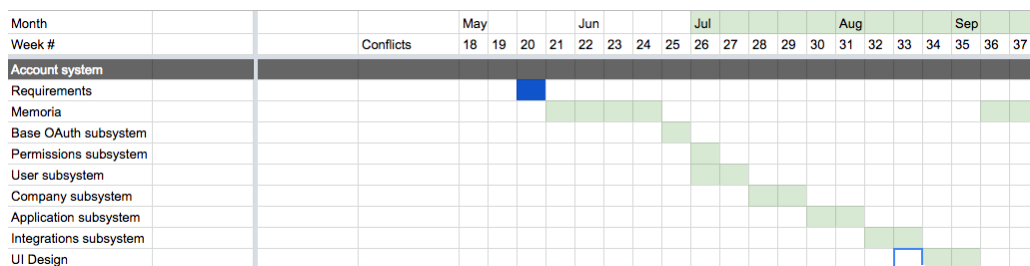 Month May Jun Jul Aug Sep
Week # Conflicts 18 19 20 21 22 23 24 25 26 27 28 29 30 31 32 33 34 35 36 37
Account system
Requirements
Memoria
Base OAuth subsystem
Permissions subsystem
User subsystem
Company subsystem
Application subsystem
Integrations subsystem
UI Design